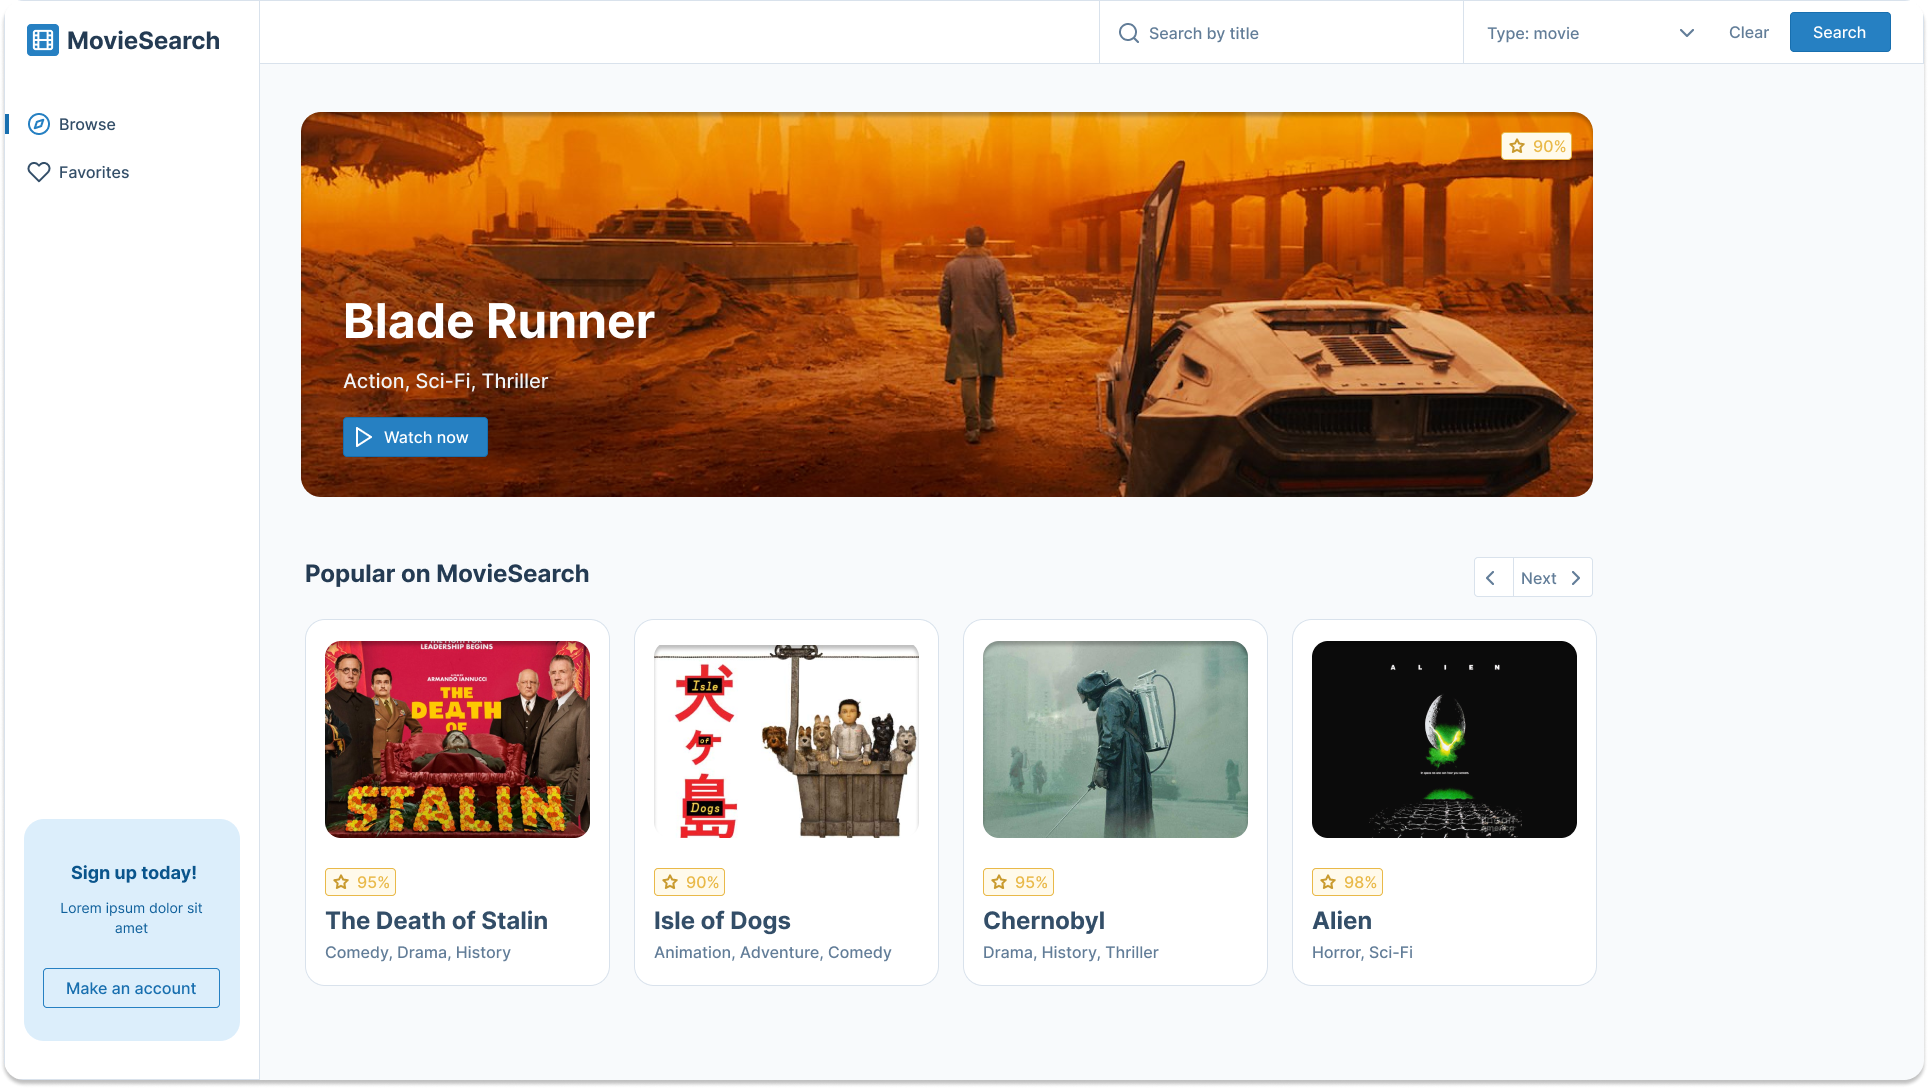 MovieSearch
Search by title
Type: movie
Clear
Search
Browse
Favorites
90%
Blade Runner
Action, Sci-Fi, Thriller
Watch now
Popular on MovieSearch
Next
LEADERSHIP BEGINS
ARMANDO IANNUCCI
THE
DEATH
OF
STALIN
95%
The Death of Stalin
Comedy, Drama, History
犬
Isle
ヶ
of
島
Dogs
90%
Isle of Dogs
Animation, Adventure, Comedy
95%
Chernobyl
Drama, History, Thriller
A L I E N
98%
Alien
Horror, Sci-Fi
Sign up today!
Lorem ipsum dolor sit
amet
Make an account